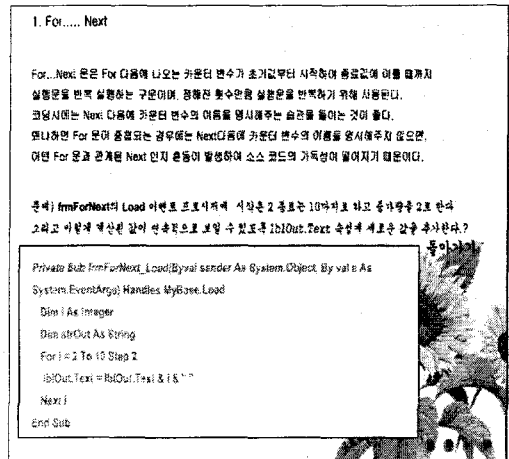 1. For..... Next
For...Next 문은 For 다음에 나오는 카운터 변수가 초기값부터 시작하여 종료값에 이를 때까지
실행문을 반복 실행하는 구문이며, 정해진 횟수만큼 실행문을 반복하기 위해 사용된다.
코딩시에는 Next 다음에 카운터 변수의 이름을 명시해주는 습관을 들이는 것이 좋다.
왜냐하면 For 문이 중첩되는 경우에는 Next다음에 카운터 변수의 이름을 명시해주지 않으면,
어떤 For 문과 관계된 Next 인지 혼동이 발생하여 소스 코드의 가독성이 떨어지기 때문이다.
문제) frmForNext의 Load 이벤트 프로시저에 시작은 2 종료는 10까지로 하고 증가량을 2로 한다
그리고 이렇게 계산된 값이 연속적으로 보일 수 있도록 lblOut.Text 속성에 새로운 값을 추가한다.?
돌아가기
Private Sub frmForNext_Load(Byval sender As System.Object, By val e As
System.EventArgs) Handles MyBase.Load
Dim i As Integer
Dim strOut As String
For i = 2 To 10 Step 2
lblOut.Text = lblOut.Text & i & " "
Next i
End Sub